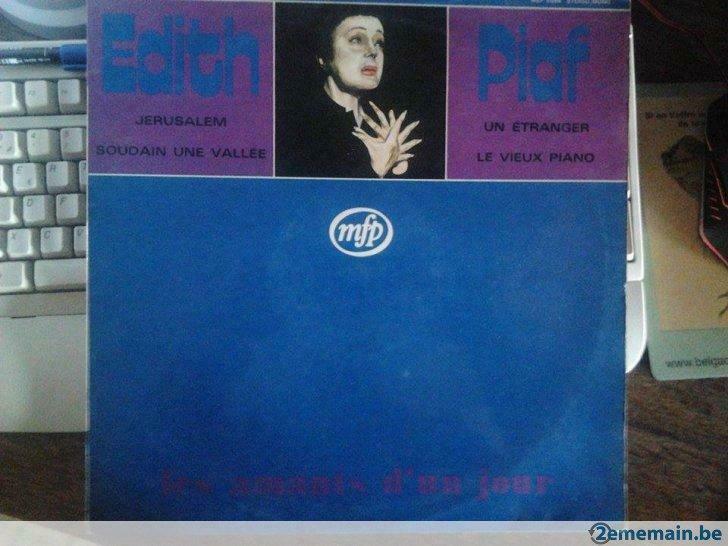 Edith
Piaf
JERUSALEM
SOUDAIN UNE VALLÉE
UN ÉTRANGER
LE VIEUX PIANO
mfp
les amants d'un jour
2ememain.be